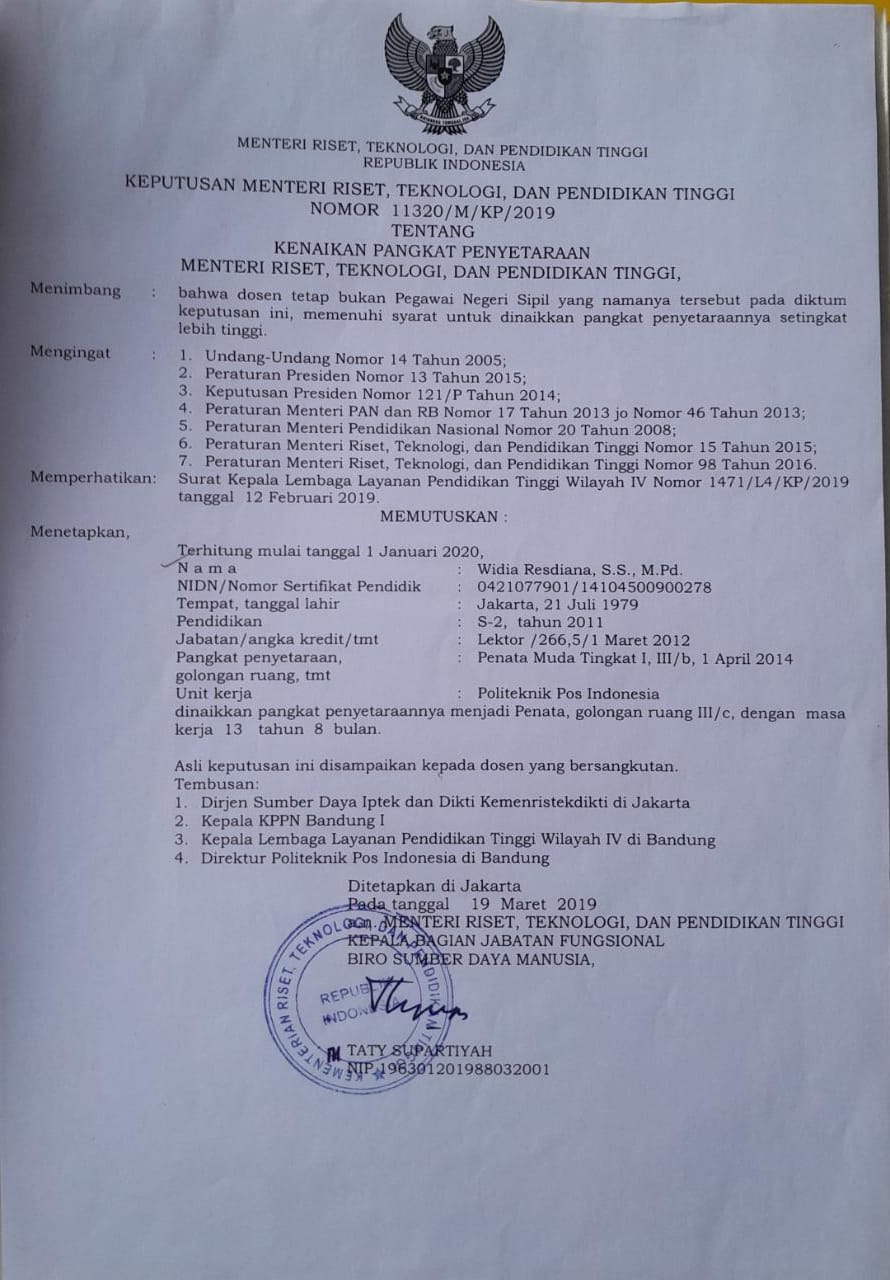 MENTERI RISET, TEKNOLOGI, DAN PENDIDIKAN TINGGI
REPUBLIK INDONESIA
KEPUTUSAN MENTERI RISET, TEKNOLOGI, DAN PENDIDIKAN TINGGI
NOMOR 11320/M/KP/2019
TENTANG
KENAIKAN PANGKAT PENYETARAAN
MENTERI RISET, TEKNOLOGI, DAN PENDIDIKAN TINGGI,
Menimbang : bahwa dosen tetap bukan Pegawai Negeri Sipil yang namanya tersebut pada diktum
keputusan ini, memenuhi syarat untuk dinaikkan pangkat penyetaraannya setingkat
lebih tinggi.
Mengingat : 1. Undang-Undang Nomor 14 Tahun 2005;
2. Peraturan Presiden Nomor 13 Tahun 2015;
3. Keputusan Presiden Nomor 121/P Tahun 2014;
4. Peraturan Menteri PAN dan RB Nomor 17 Tahun 2013 jo Nomor 46 Tahun 2013;
5. Peraturan Menteri Pendidikan Nasional Nomor 20 Tahun 2008;
6. Peraturan Menteri Riset, Teknologi, dan Pendidikan Tinggi Nomor 15 Tahun 2015;
7. Peraturan Menteri Riset, Teknologi, dan Pendidikan Tinggi Nomor 98 Tahun 2016.
Memperhatikan: Surat Kepala Lembaga Layanan Pendidikan Tinggi Wilayah IV Nomor 1471/L4/KP/2019
tanggal 12 Februari 2019.
MEMUTUSKAN :
Menetapkan,
Terhitung mulai tanggal 1 Januari 2020,
N a m a : Widia Resdiana, S.S., M.Pd.
NIDN/Nomor Sertifikat Pendidik : 0421077901/14104500900278
Tempat, tanggal lahir : Jakarta, 21 Juli 1979
Pendidikan : S-2, tahun 2011
Jabatan/angka kredit/tmt : Lektor /266,5/1 Maret 2012
Pangkat penyetaraan, : Penata Muda Tingkat I, III/b, 1 April 2014
golongan ruang, tmt
Unit kerja : Politeknik Pos Indonesia
dinaikkan pangkat penyetaraannya menjadi Penata, golongan ruang III/c, dengan masa
kerja 13 tahun 8 bulan.
Asli keputusan ini disampaikan kepada dosen yang bersangkutan.
Tembusan:
1. Dirjen Sumber Daya Iptek dan Dikti Kemenristekdikti di Jakarta
2. Kepala KPPN Bandung I
3. Kepala Lembaga Layanan Pendidikan Tinggi Wilayah IV di Bandung
4. Direktur Politeknik Pos Indonesia di Bandung
Ditetapkan di Jakarta
Pada tanggal 19 Maret 2019
a.n. MENTERI RISET, TEKNOLOGI, DAN PENDIDIKAN TINGGI
KEPALA BAGIAN JABATAN FUNGSIONAL
BIRO SUMBER DAYA MANUSIA,
KEMENTERIAN RISET, TEKNOLOGI, DAN PENDIDIKAN TINGGI
REPUBLIK
INDONESIA
TATY SUPARTIYAH
NIP 196301201988032001